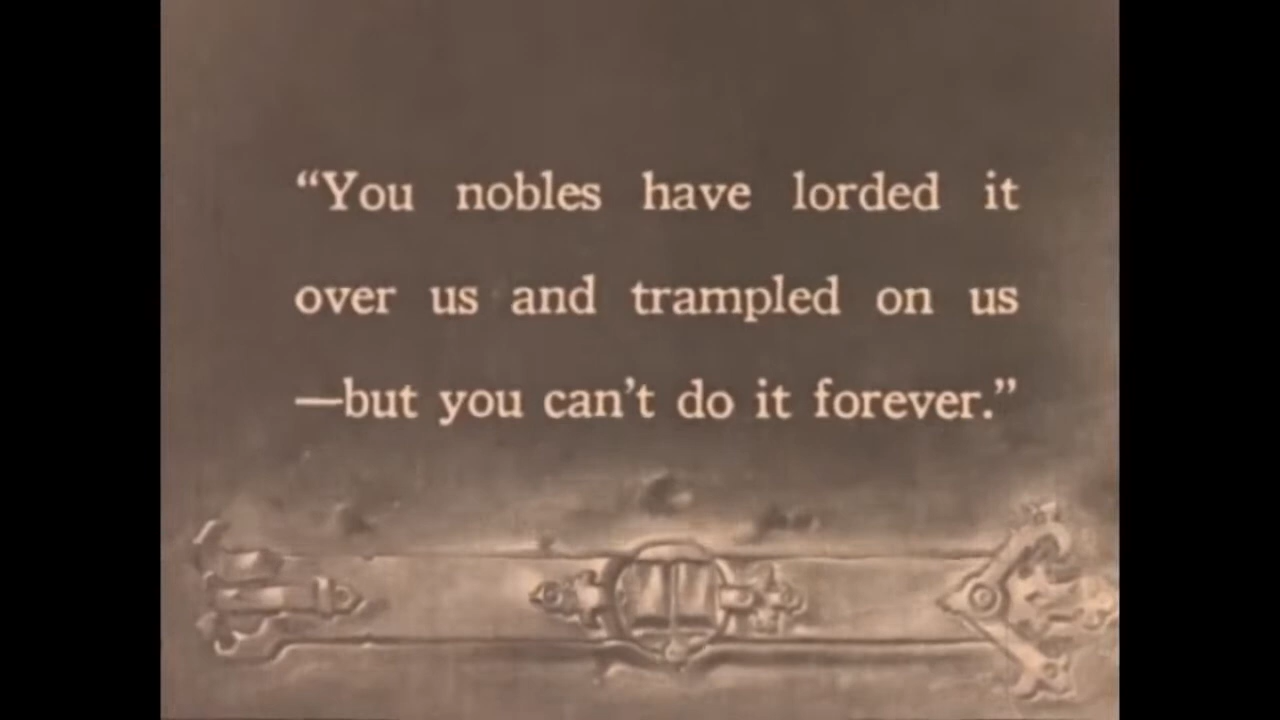 “You nobles have lorded it
over us and trampled on us
—but you can’t do it forever.”